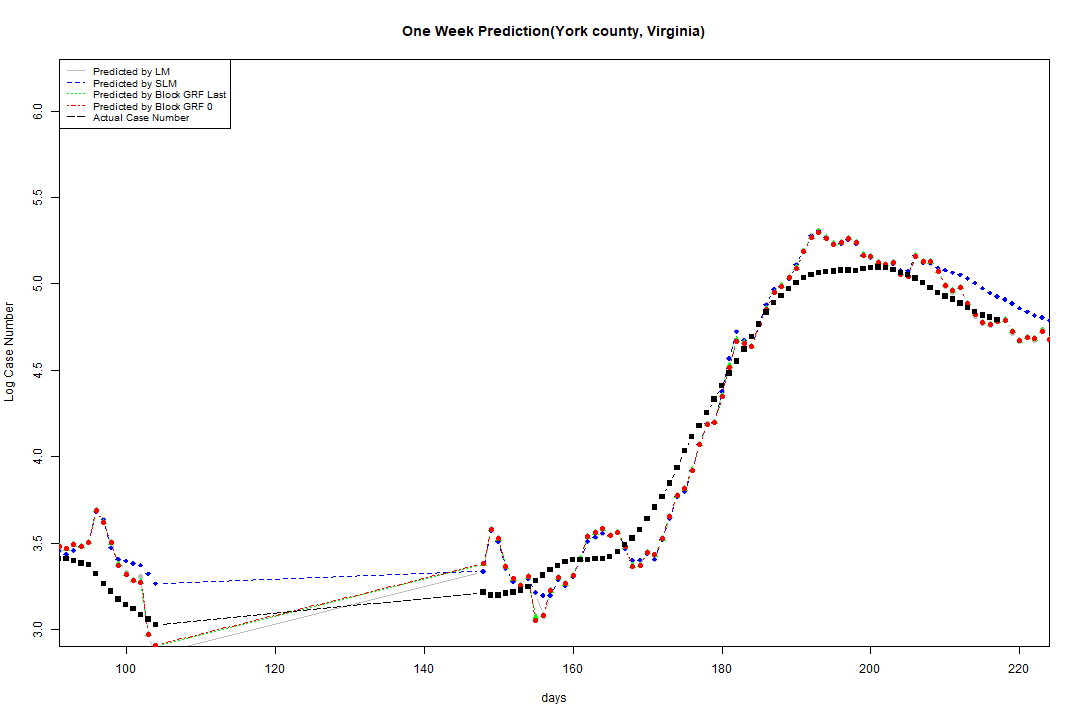 One Week Prediction(York county, Virginia)
Predicted by LM
Predicted by SLM
Predicted by Block GRF Last
Predicted by Block GRF 0
Actual Case Number
6.0
5.5
5.0
4.5
4.0
3.5
3.0
Log Case Number
100 120 140 160 180 200 220
days